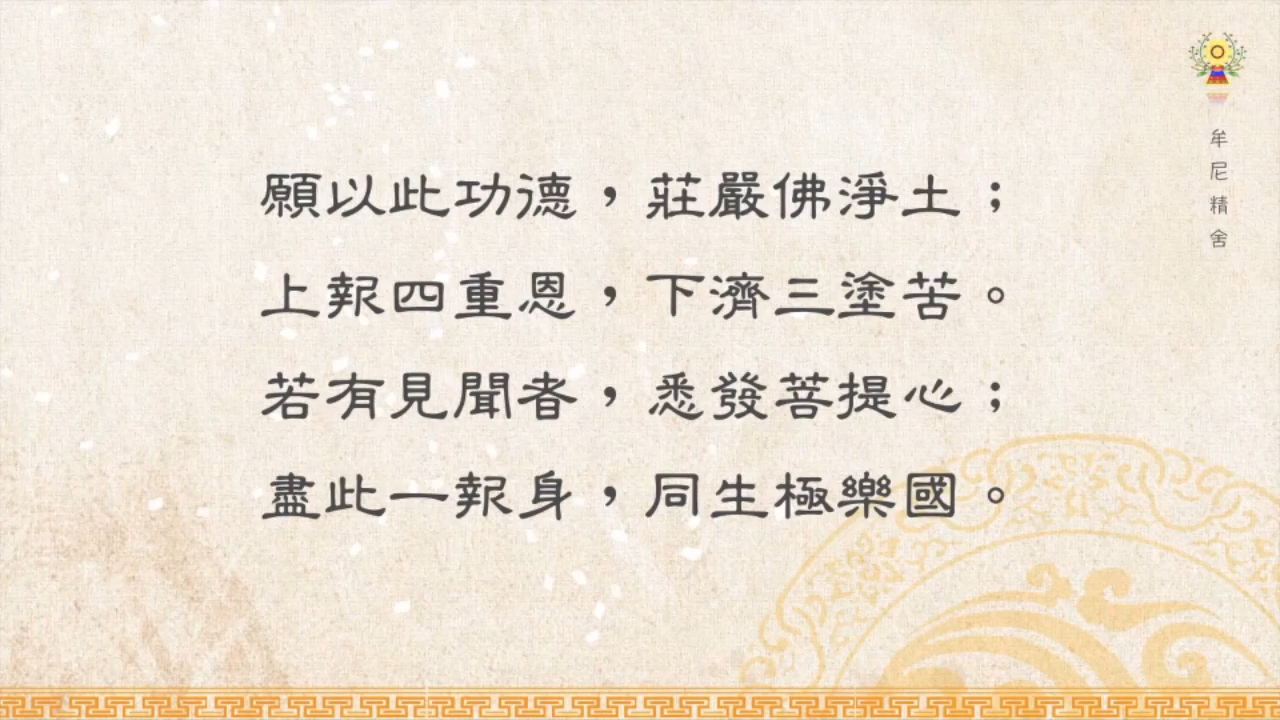 願以此功德，莊嚴佛淨土；
上報四重恩，下濟三塗苦。
若有見聞者，悉發菩提心；
盡此一報身，同生極樂國。
牟尼精舍